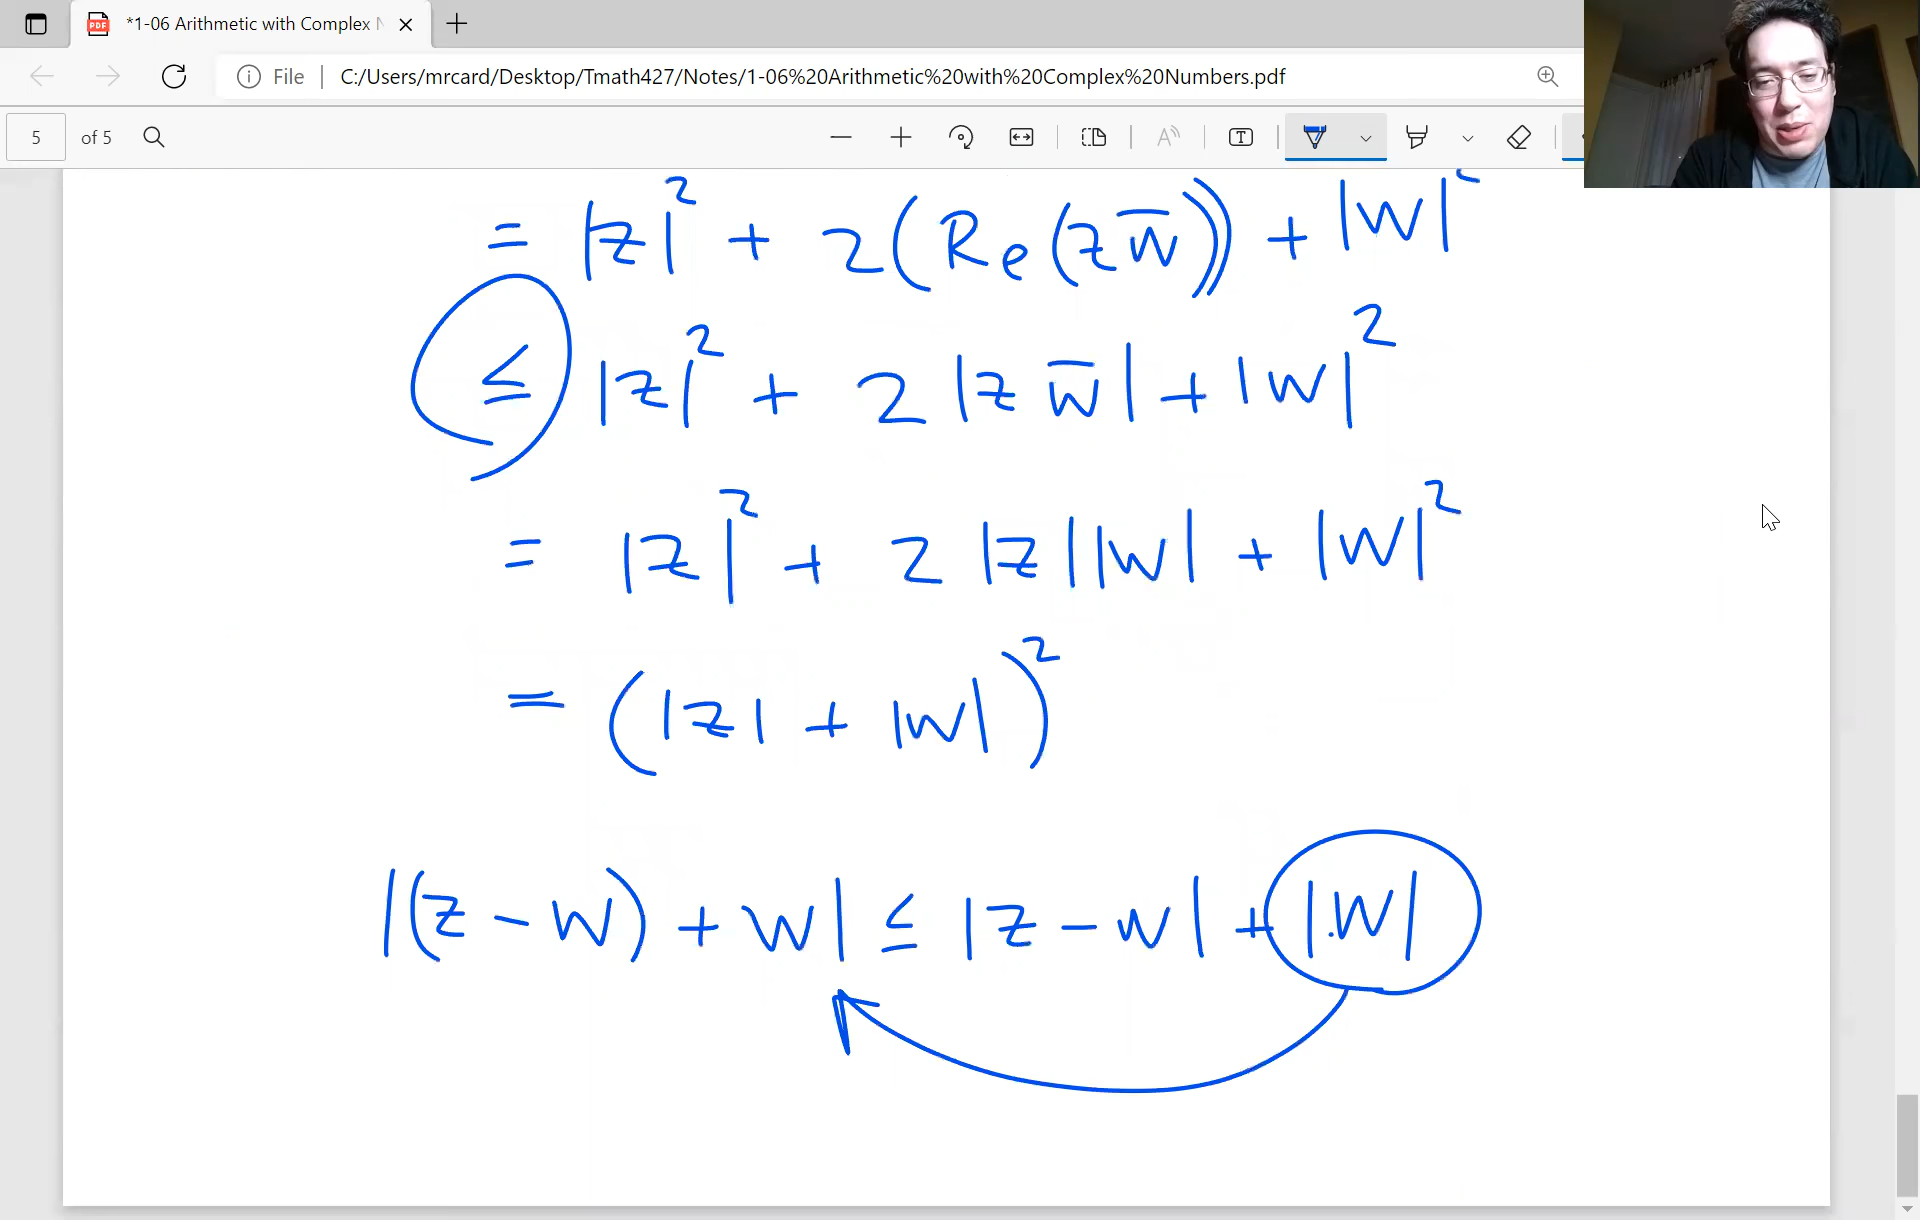 *1-06 Arithmetic with Complex N
File | C:/Users/mrcard/Desktop/Tmath427/Notes/1-06%20Arithmetic%20with%20Complex%20Numbers.pdf
5 of 5
= |z|² + 2(Re(zw̅)) + |w|²
≤ |z|² + 2|z w̅| + |w|²
= |z|² + 2|z||w| + |w|²
= (|z| + |w|)²
|(z - w) + w| ≤ |z - w| + |w|